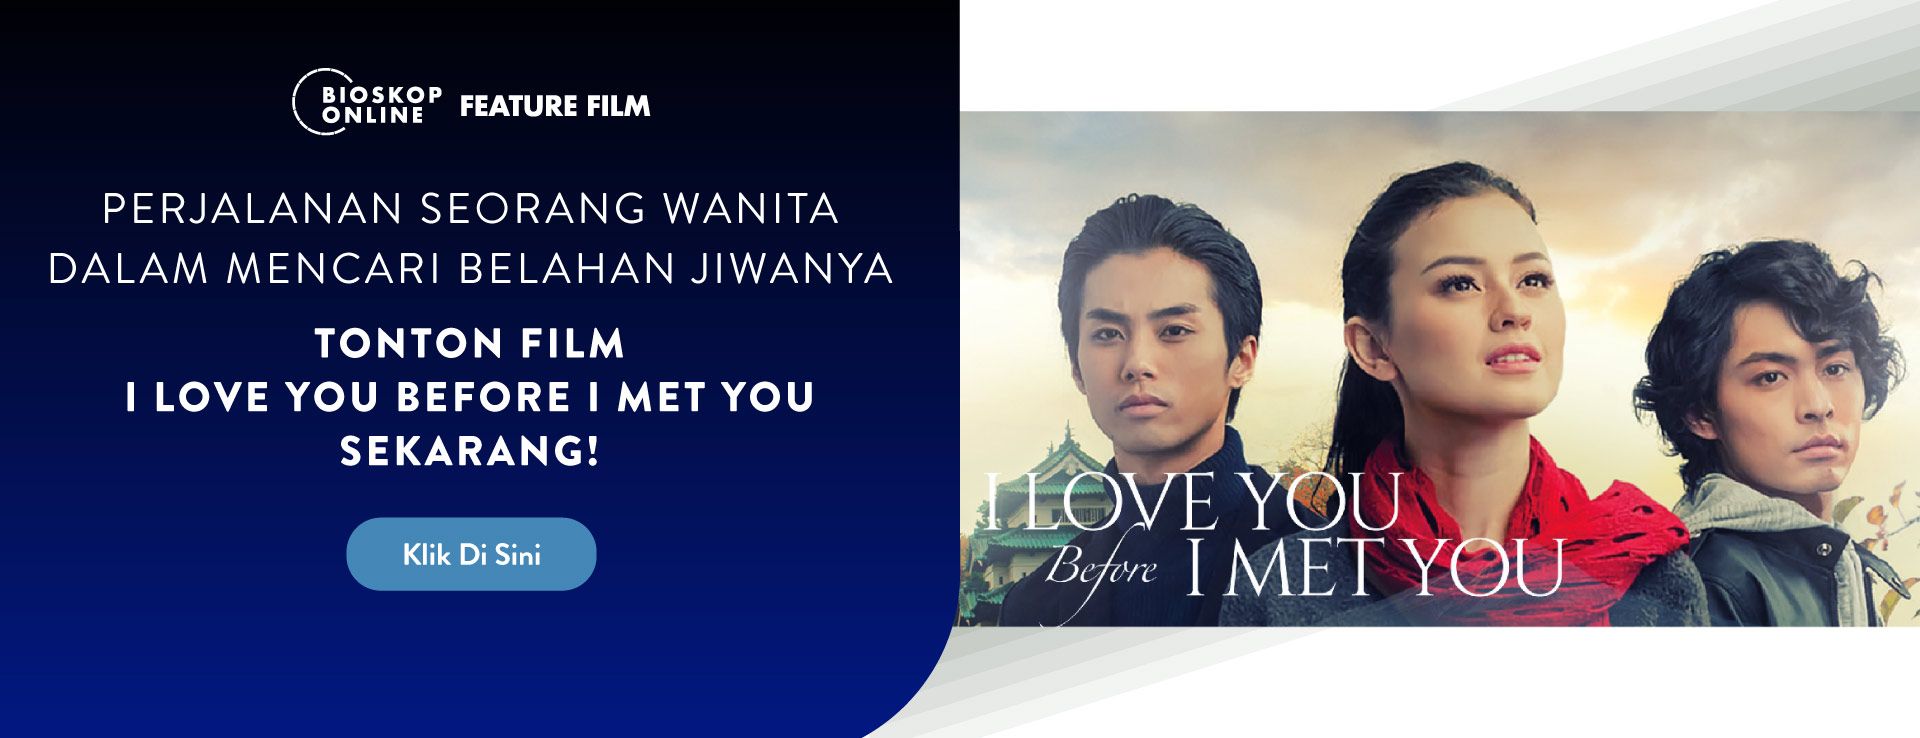 BIOSKOP
ONLINE
FEATURE FILM
PERJALANAN SEORANG WANITA
DALAM MENCARI BELAHAN JIWANYA
TONTON FILM
I LOVE YOU BEFORE I MET YOU
SEKARANG!
Klik Di Sini
I LOVE YOU
Before I MET YOU